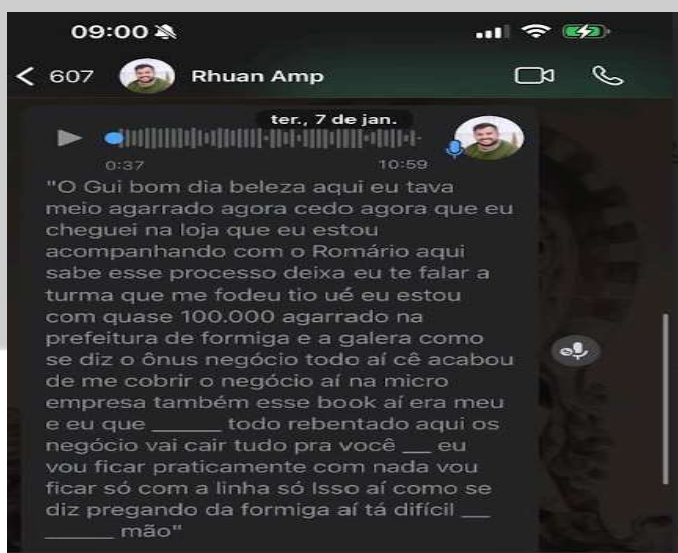 09:00
607 Rhuan Amp
ter., 7 de jan.
0:37 10:59
"O Gui bom dia beleza aqui eu tava
meio agarrado agora cedo agora que eu
cheguei na loja que eu estou
acompanhando com o Romário aqui
sabe esse processo deixa eu te falar a
turma que me fodeu tio ué eu estou
com quase 100.000 agarrado na
prefeitura de formiga e a galera como
se diz o ônus negócio todo aí cê acabou
de me cobrir o negócio aí na micro
empresa também esse book aí era meu
e eu que ______ todo rebentado aqui os
negócio vai cair tudo pra você __ eu
vou ficar praticamente com nada vou
ficar só com a linha só Isso aí como se
diz pregando da formiga aí tá difícil __
______ mão"